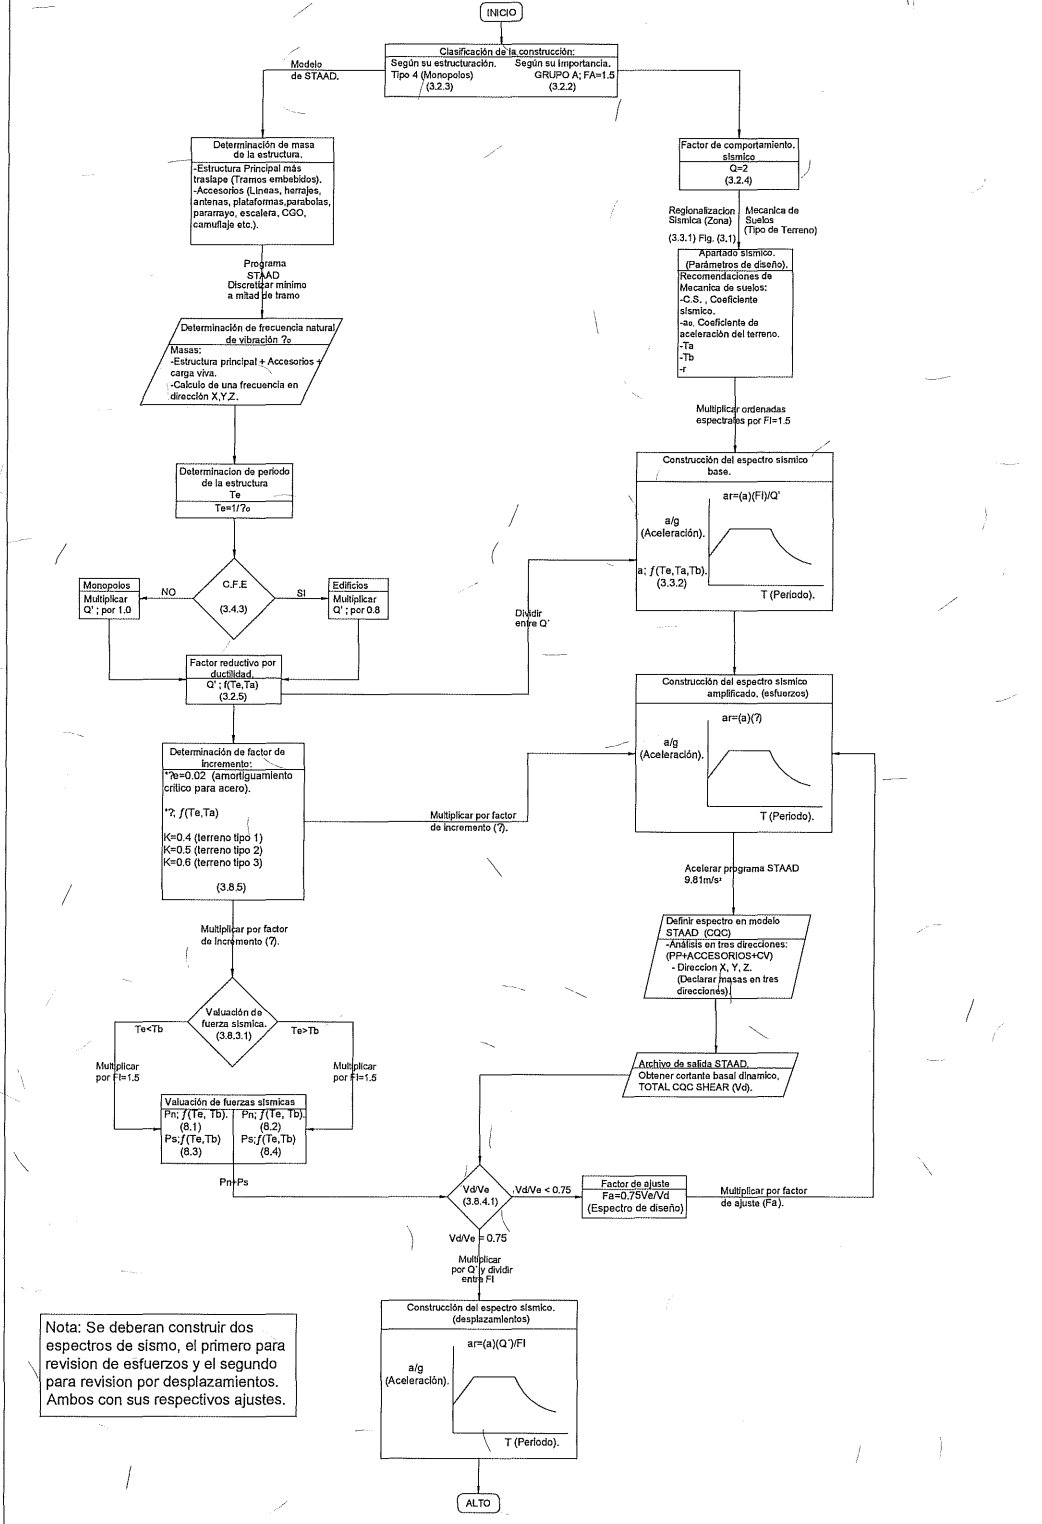 INICIO
Clasificación de la construcción:
Según su estructuración.
Tipo 4 (Monopolos)
(3.2.3)
Según su importancia.
GRUPO A; FA=1.5
(3.2.2)
Modelo
de STAAD.
Determinación de masa
de la estructura.
-Estructura Principal más
traslape (Tramos embebidos).
-Accesorios (Lineas, herrajes,
antenas, plataformas,parabolas,
pararrayo, escalera, CGO,
camuflaje etc.).
Programa
STAAD
Discretizar minimo
a mitad de tramo
Determinación de frecuencia natural
de vibración ?o
Masas:
-Estructura principal + Accesorios +
carga viva.
-Calculo de una frecuencia en
dirección X,Y,Z.
Determinacion de periodo
de la estructura
Te
Te=1/?o
C.F.E
(3.4.3)
NO
SI
Monopolos
Multiplicar
Q' ; por 1.0
Edificios
Multiplicar
Q' ; por 0.8
Factor reductivo por
ductilidad.
Q' ; f(Te,Ta)
(3.2.5)
Dividir
entre Q'
Determinación de factor de
incremento:
*?e=0.02 (amortiguamiento
critico para acero).
*?; ƒ(Te,Ta)
K=0.4 (terreno tipo 1)
K=0.5 (terreno tipo 2)
K=0.6 (terreno tipo 3)
(3.8.5)
Multiplicar por factor
de incremento (?).
Multiplicar por factor
de incremento (?).
Valuación de
fuerza sismica.
(3.8.3.1)
Te<Tb
Te>Tb
Multiplicar
por FI=1.5
Multiplicar
por FI=1.5
Valuación de fuerzas sismicas
Pn; ƒ(Te, Tb).
(8.1)
Ps;ƒ(Te,Tb)
(8.3)
Pn; ƒ(Te, Tb).
(8.2)
Ps;ƒ(Te,Tb)
(8.4)
Pn+Ps
Factor de comportamiento.
sismico
Q=2
(3.2.4)
Regionalizacion
Sismica (Zona)
(3.3.1) Fig. (3.1)
Mecanica de
Suelos
(Tipo de Terreno)
Apartado sismico.
(Parámetros de diseño).
Recomendaciones de
Mecanica de suelos:
-C.S. , Coeficiente
sismico.
-ao, Coeficiente de
aceleración del terreno.
-Ta
-Tb
-r
Multiplicar ordenadas
espectrales por FI=1.5
Construcción del espectro sismico
base.
ar=(a)(FI)/Q'
a/g
(Aceleración).
a; ƒ(Te,Ta,Tb).
(3.3.2)
T (Periodo).
Construcción del espectro sismico
amplificado. (esfuerzos)
ar=(a)(?)
a/g
(Aceleración).
T (Periodo).
Acelerar programa STAAD
9.81m/s²
Definir espectro en modelo
STAAD (CQC)
-Análisis en tres direcciones:
(PP+ACCESORIOS+CV)
- Direccion X, Y, Z.
(Declarar masas en tres
direcciones).
Archivo de salida STAAD.
Obtener cortante basal dinamico,
TOTAL CQC SHEAR (Vd).
Vd/Ve
(3.8.4.1)
Vd/Ve < 0.75
Factor de ajuste
Fa=0.75Ve/Vd
(Espectro de diseño)
Multiplicar por factor
de ajuste (Fa).
Vd/Ve = 0.75
Multiplicar
por Q' y dividir
entre FI
Construcción del espectro sismico.
(desplazamientos)
ar=(a)(Q')/FI
a/g
(Aceleración).
T (Periodo).
ALTO
Nota: Se deberan construir dos
espectros de sismo, el primero para
revision de esfuerzos y el segundo
para revision por desplazamientos.
Ambos con sus respectivos ajustes.